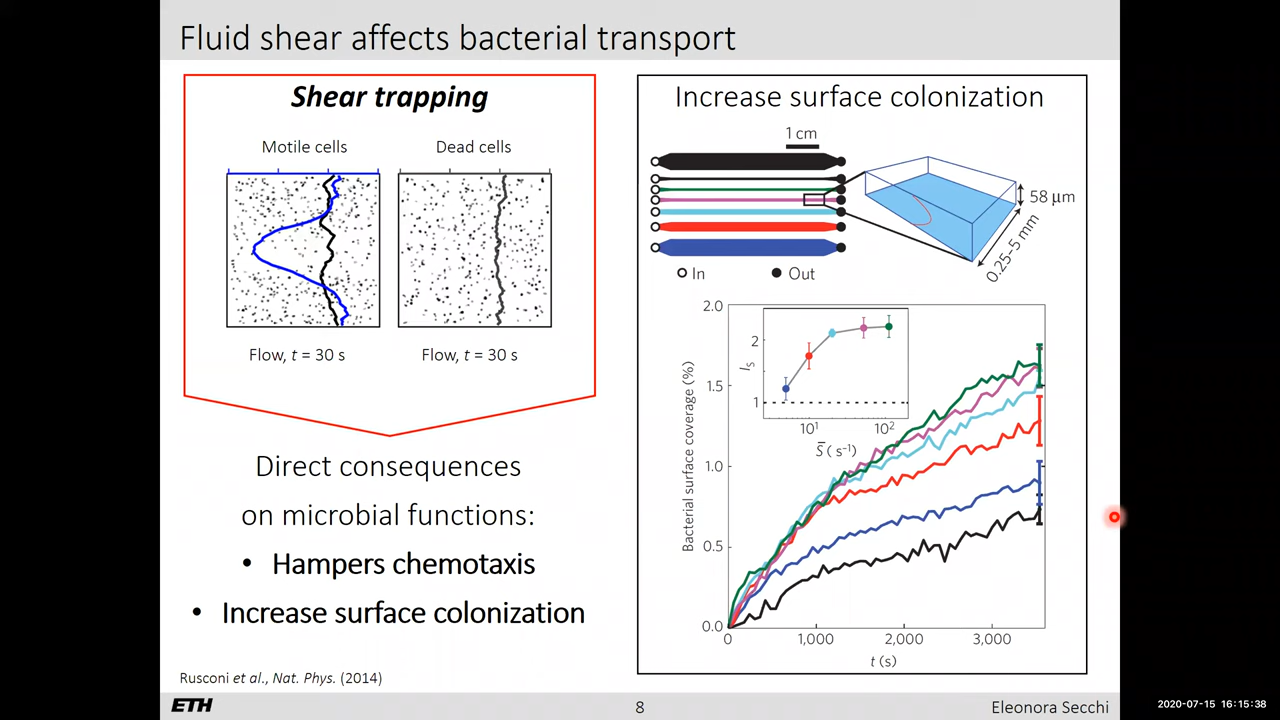 Fluid shear affects bacterial transport
Shear trapping
Motile cells
Dead cells
Flow, t = 30 s
Flow, t = 30 s
Direct consequences
on microbial functions:
• Hampers chemotaxis
• Increase surface colonization
Rusconi et al., Nat. Phys. (2014)
Increase surface colonization
1 cm
58 µm
0.25–5 mm
In
Out
2.0
1.5
1.0
0.5
0.0
Bacterial surface coverage (%)
2
1
I_S
10¹
10²
S̅ (s⁻¹)
0
1,000
2,000
3,000
t (s)
ETH
8
Eleonora Secchi
2020-07-15 16:15:38